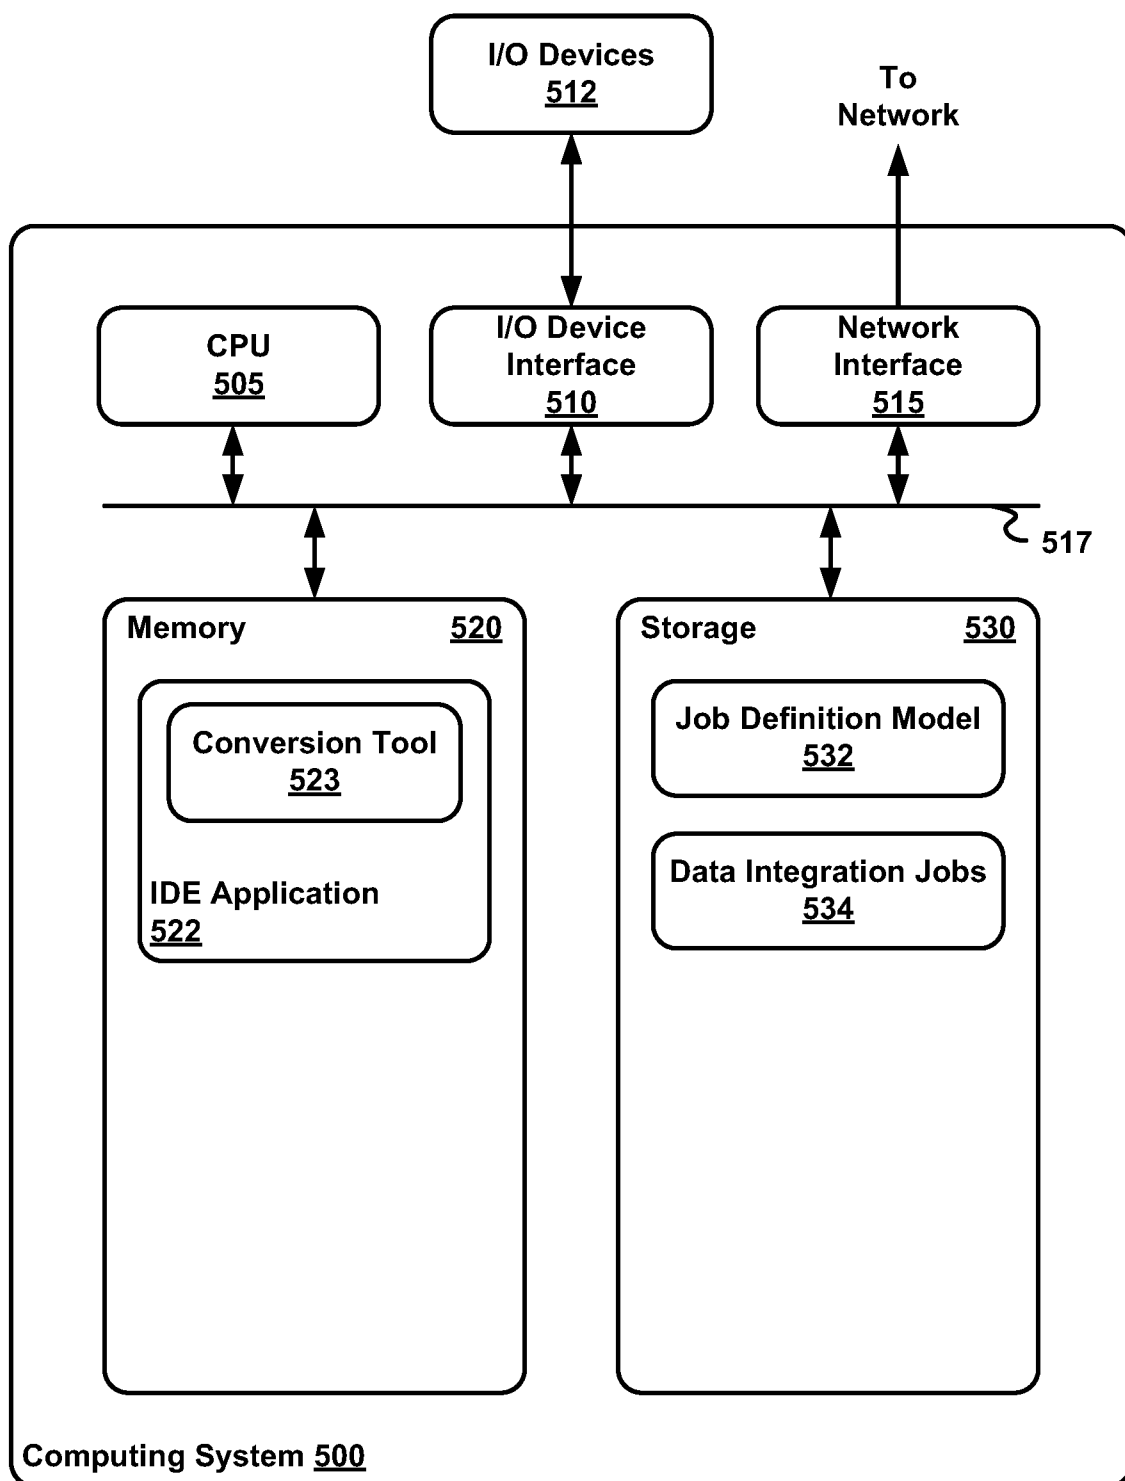 I/O Devices
512
To
Network
CPU
505
I/O Device
Interface
510
Network
Interface
515
517
Memory 520
Conversion Tool
523
IDE Application
522
Storage 530
Job Definition Model
532
Data Integration Jobs
534
Computing System 500